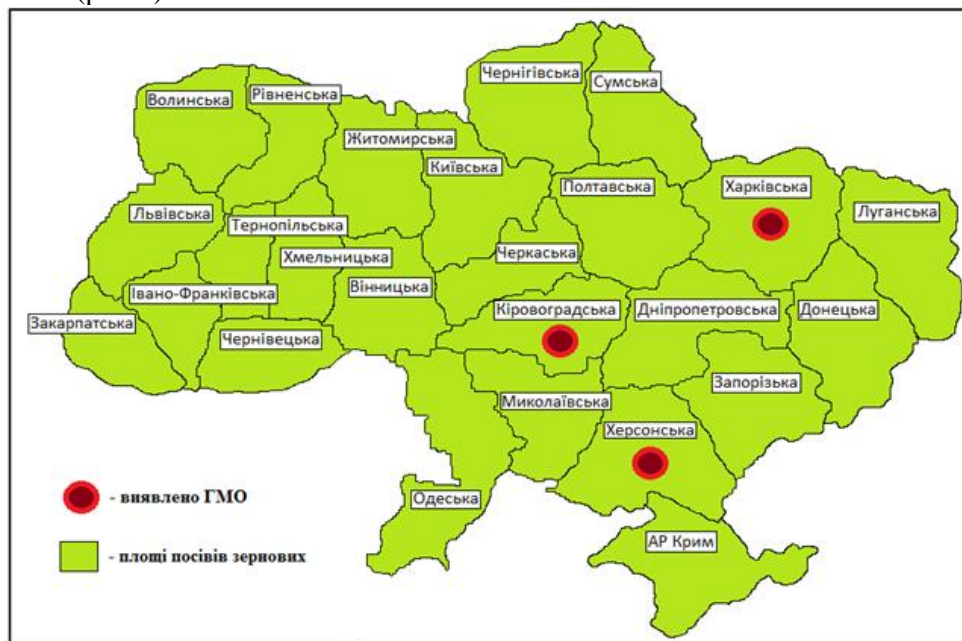 Чернігівська
Сумська
Волинська
Рівненська
Житомирська
Київська
Полтавська
Харківська
Луганська
Львівська
Тернопільська
Хмельницька
Черкаська
Вінницька
Івано-Франківська
Кіровоградська
Дніпропетровська
Донецька
Закарпатська
Чернівецька
Запорізька
Миколаївська
Херсонська
Одеська
АР Крим
- виявлено ГМО
- площі посівів зернових